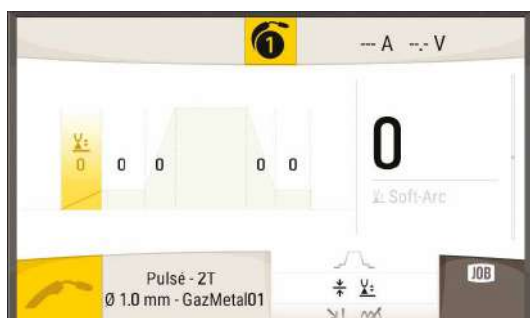 1
--- A --.- V
0 0 0 0 0
0
Soft-Arc
Pulsé - 2T
Ø 1.0 mm - GazMetal01
JOB